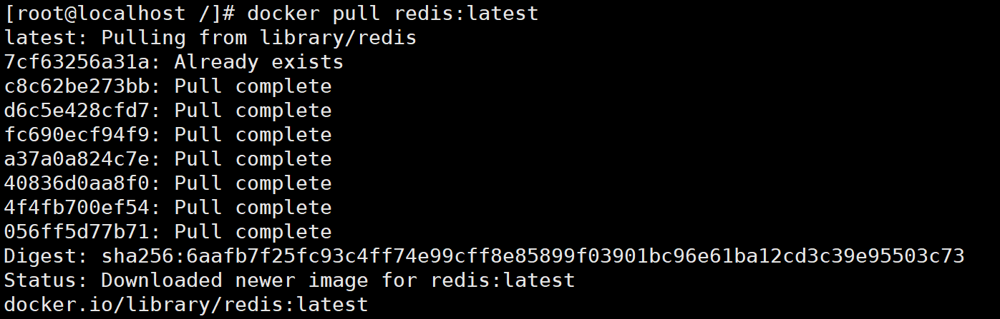 [root@localhost /]# docker pull redis:latest
latest: Pulling from library/redis
7cf63256a31a: Already exists
c8c62be273bb: Pull complete
d6c5e428cfd7: Pull complete
fc690ecf94f9: Pull complete
a37a0a824c7e: Pull complete
40836d0aa8f0: Pull complete
4f4fb700ef54: Pull complete
056ff5d77b71: Pull complete
Digest: sha256:6aafb7f25fc93c4ff74e99cff8e85899f03901bc96e61ba12cd3c39e95503c73
Status: Downloaded newer image for redis:latest
docker.io/library/redis:latest